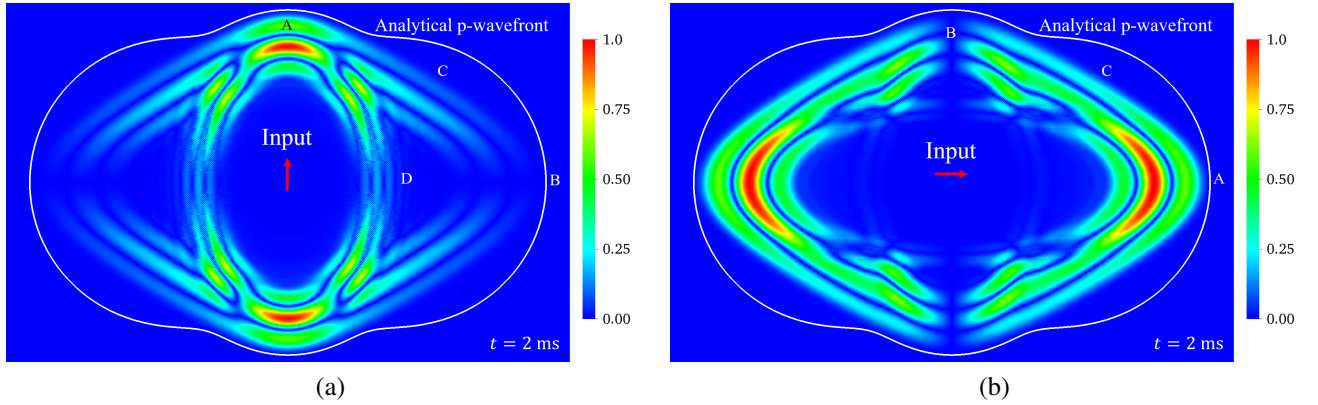 A
Analytical p-wavefront
C
Input
D
B
t = 2 ms
1.0
0.75
0.50
0.25
0.00
(a)
B
Analytical p-wavefront
C
Input
A
t = 2 ms
1.0
0.75
0.50
0.25
0.00
(b)